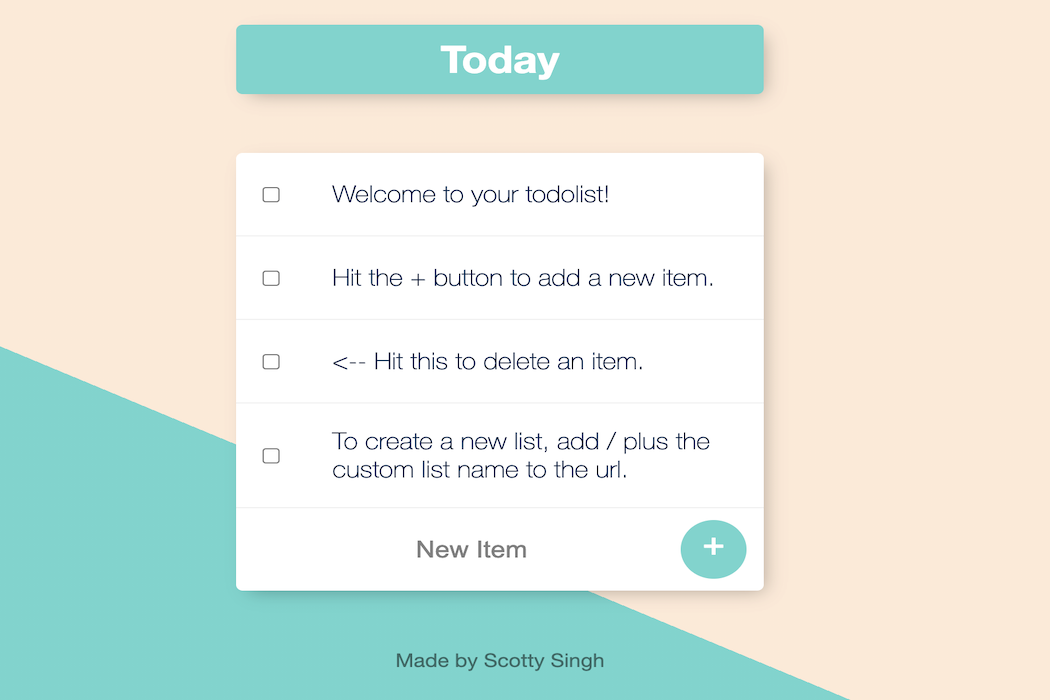 Today
Welcome to your todolist!
Hit the + button to add a new item.
<-- Hit this to delete an item.
To create a new list, add / plus the
custom list name to the url.
New Item
+
Made by Scotty Singh